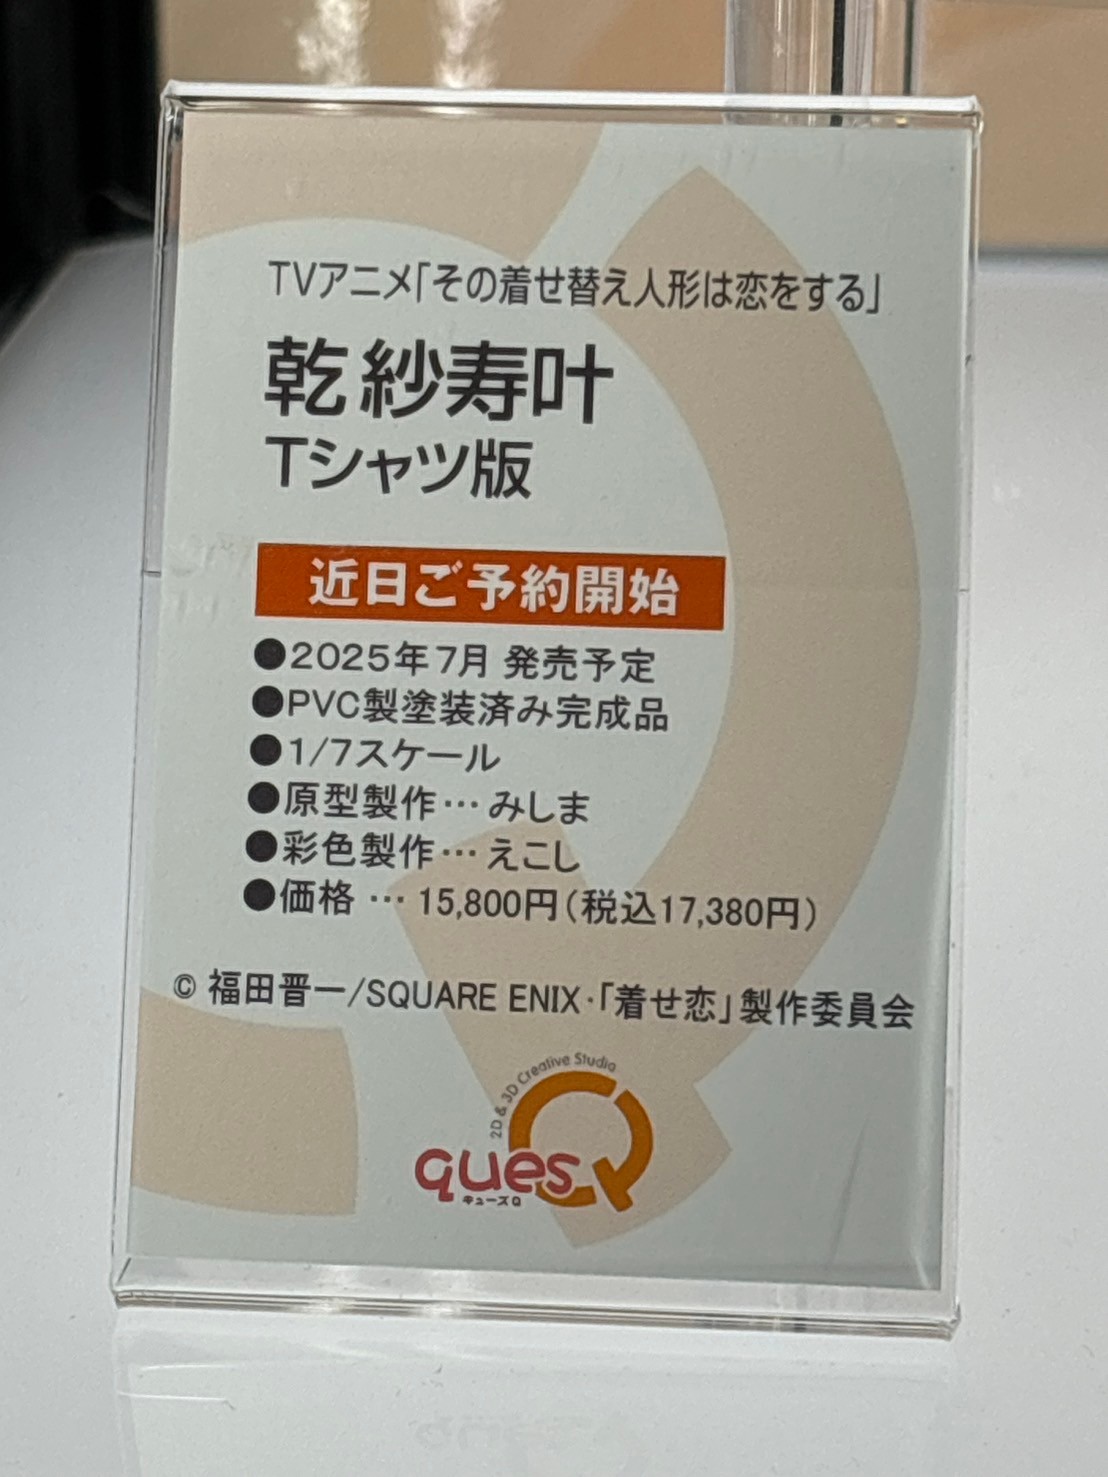 TVアニメ「その着せ替え人形は恋をする」
乾 紗寿叶
Tシャツ版
近日ご予約開始
●2025年7月 発売予定
●PVC製塗装済み完成品
●1/7スケール
●原型製作…みしま
●彩色製作…えこし
●価格 … 15,800円(税込17,380円)
© 福田晋一/SQUARE ENIX・「着せ恋」製作委員会
2D & 3D Creative Studio
quesQ
キューズQ